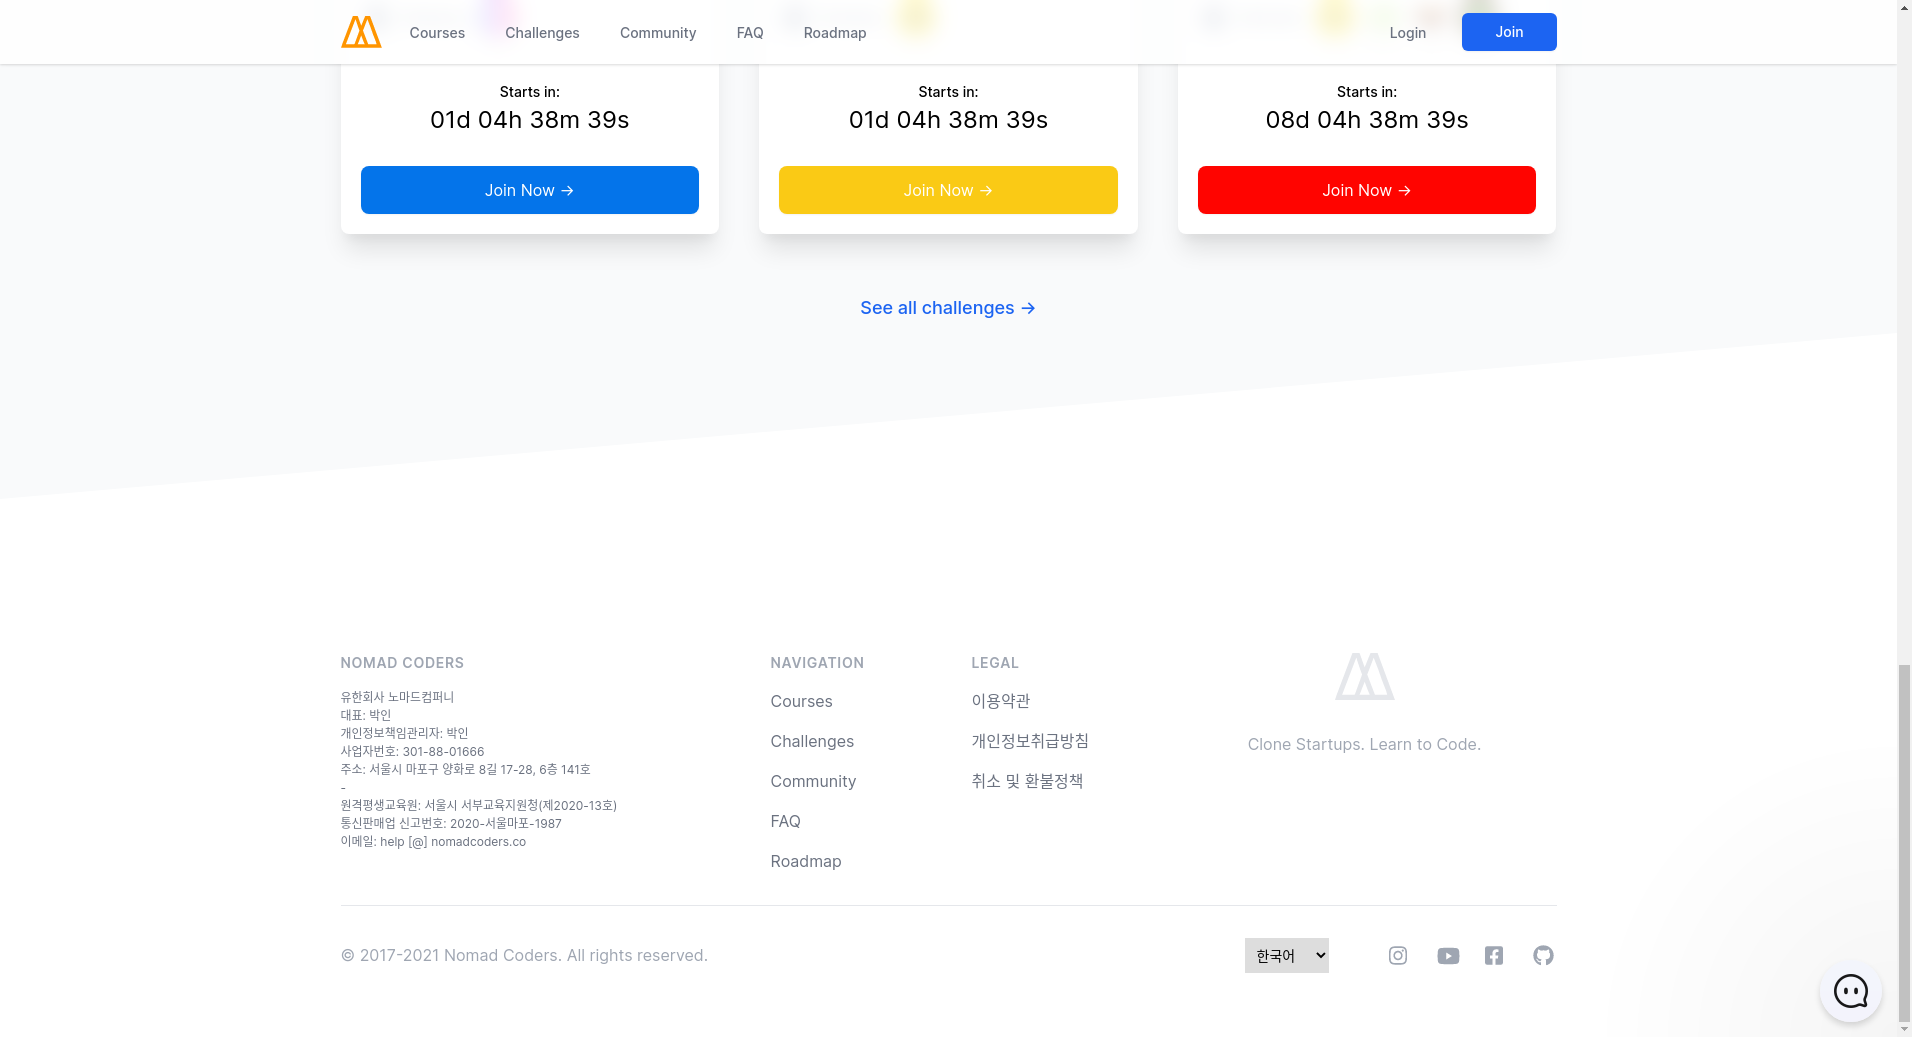 Courses
Challenges
Community
FAQ
Roadmap
Login
Join
Starts in:
01d 04h 38m 39s
Join Now →
Starts in:
01d 04h 38m 39s
Join Now →
Starts in:
08d 04h 38m 39s
Join Now →
See all challenges →
NOMAD CODERS
유한회사 노마드컴퍼니
대표: 박인
개인정보책임관리자: 박인
사업자번호: 301-88-01666
주소: 서울시 마포구 양화로 8길 17-28, 6층 141호
-
원격평생교육원: 서울시 서부교육지원청(제2020-13호)
통신판매업 신고번호: 2020-서울마포-1987
이메일: help [@] nomadcoders.co
NAVIGATION
Courses
Challenges
Community
FAQ
Roadmap
LEGAL
이용약관
개인정보취급방침
취소 및 환불정책
Clone Startups. Learn to Code.
© 2017-2021 Nomad Coders. All rights reserved.
한국어